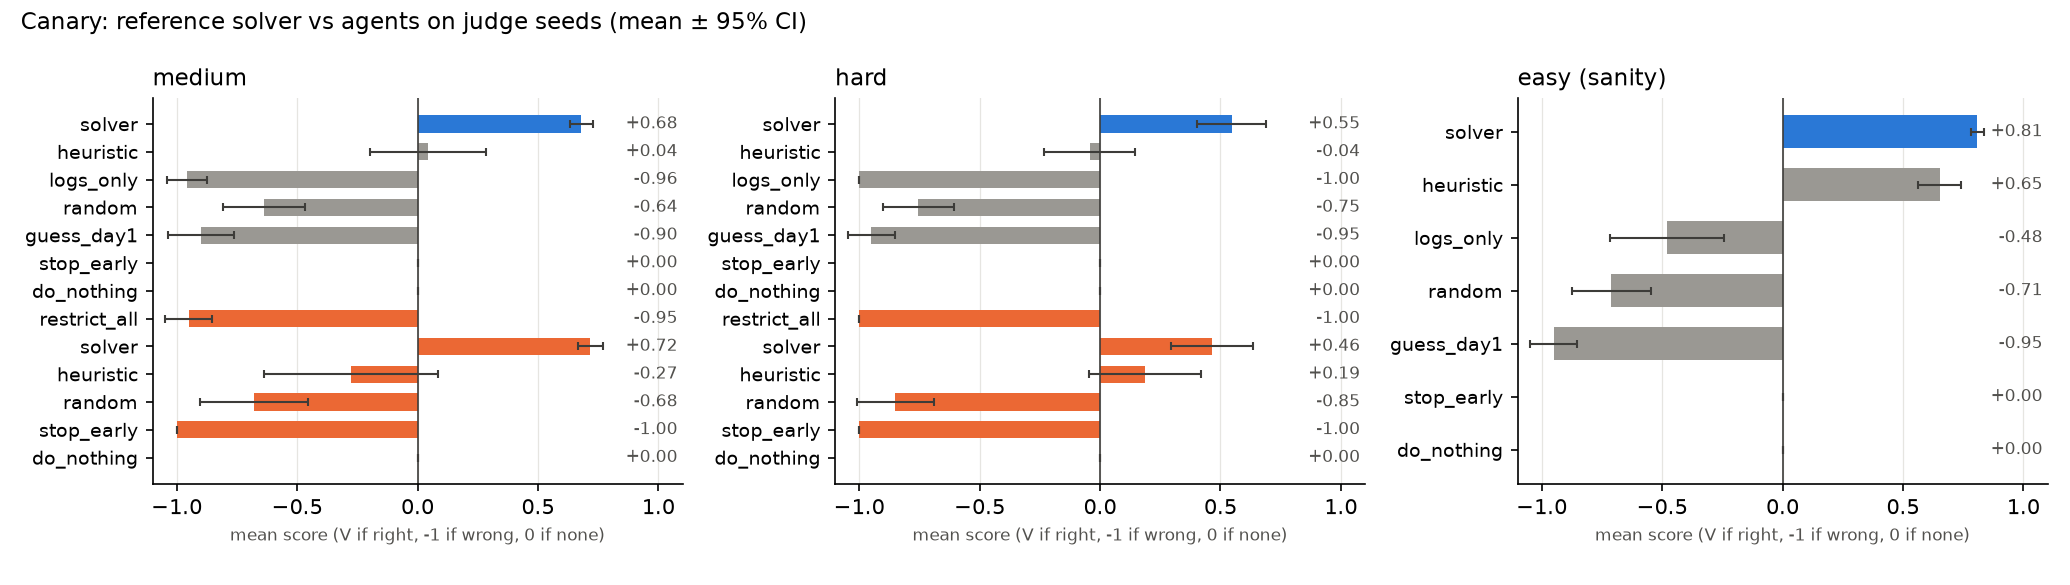 Canary: reference solver vs agents on judge seeds (mean ± 95% CI)
medium
solver +0.68
heuristic +0.04
logs_only -0.96
random -0.64
guess_day1 -0.90
stop_early +0.00
do_nothing +0.00
restrict_all -0.95
solver +0.72
heuristic -0.27
random -0.68
stop_early -1.00
do_nothing +0.00
−1.0 −0.5 0.0 0.5 1.0
mean score (V if right, -1 if wrong, 0 if none)
hard
solver +0.55
heuristic -0.04
logs_only -1.00
random -0.75
guess_day1 -0.95
stop_early +0.00
do_nothing +0.00
restrict_all -1.00
solver +0.46
heuristic +0.19
random -0.85
stop_early -1.00
do_nothing +0.00
−1.0 −0.5 0.0 0.5 1.0
mean score (V if right, -1 if wrong, 0 if none)
easy (sanity)
solver +0.81
heuristic +0.65
logs_only -0.48
random -0.71
guess_day1 -0.95
stop_early +0.00
do_nothing +0.00
−1.0 −0.5 0.0 0.5 1.0
mean score (V if right, -1 if wrong, 0 if none)